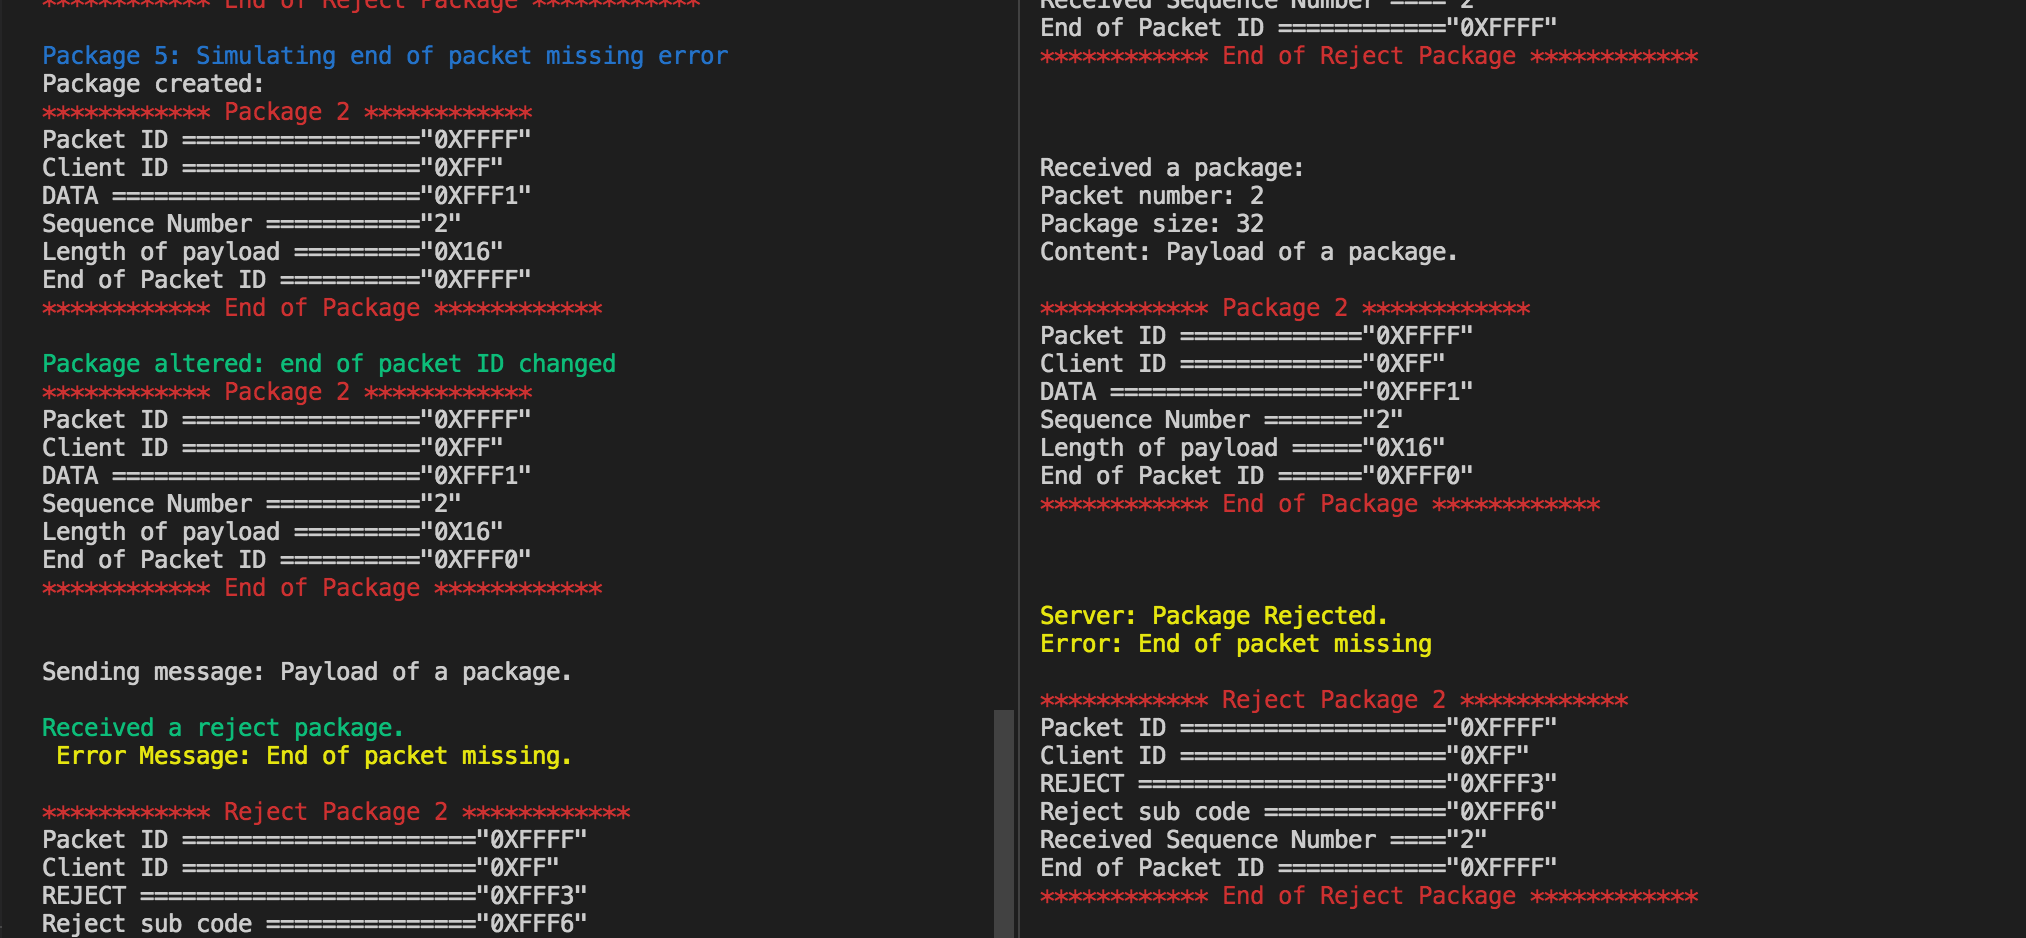 ************ End of Reject Package ************
Package 5: Simulating end of packet missing error
Package created:
************ Package 2 ************
Packet ID ================="0XFFFF"
Client ID ================="0XFF"
DATA ======================"0XFFF1"
Sequence Number ==========="2"
Length of payload ========="0X16"
End of Packet ID =========="0XFFFF"
************ End of Package ************
Package altered: end of packet ID changed
************ Package 2 ************
Packet ID ================="0XFFFF"
Client ID ================="0XFF"
DATA ======================"0XFFF1"
Sequence Number ==========="2"
Length of payload ========="0X16"
End of Packet ID =========="0XFFF0"
************ End of Package ************
Sending message: Payload of a package.
Received a reject package.
Error Message: End of packet missing.
************ Reject Package 2 ************
Packet ID ====================="0XFFFF"
Client ID ====================="0XFF"
REJECT ========================"0XFFF3"
Reject sub code ==============="0XFFF6"
Received Sequence Number ===="2"
End of Packet ID ============"0XFFFF"
************ End of Reject Package ************
Received a package:
Packet number: 2
Package size: 32
Content: Payload of a package.
************ Package 2 ************
Packet ID ============="0XFFFF"
Client ID ============="0XFF"
DATA =================="0XFFF1"
Sequence Number ======="2"
Length of payload ====="0X16"
End of Packet ID ======"0XFFF0"
************ End of Package ************
Server: Package Rejected.
Error: End of packet missing
************ Reject Package 2 ************
Packet ID ==================="0XFFFF"
Client ID ==================="0XFF"
REJECT ======================"0XFFF3"
Reject sub code ============="0XFFF6"
Received Sequence Number ===="2"
End of Packet ID ============"0XFFFF"
************ End of Reject Package ************